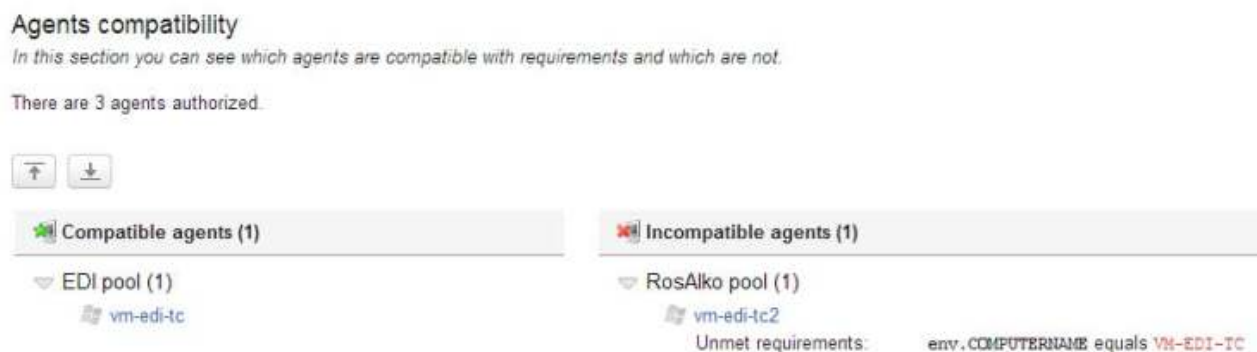 Agents compatibility
In this section you can see which agents are compatible with requirements and which are not.
There are 3 agents authorized.
Compatible agents (1)
EDI pool (1)
vm-edi-tc
Incompatible agents (1)
RosAlko pool (1)
vm-edi-tc2
Unmet requirements: env.COMPUTERNAME equals VM-EDI-TC